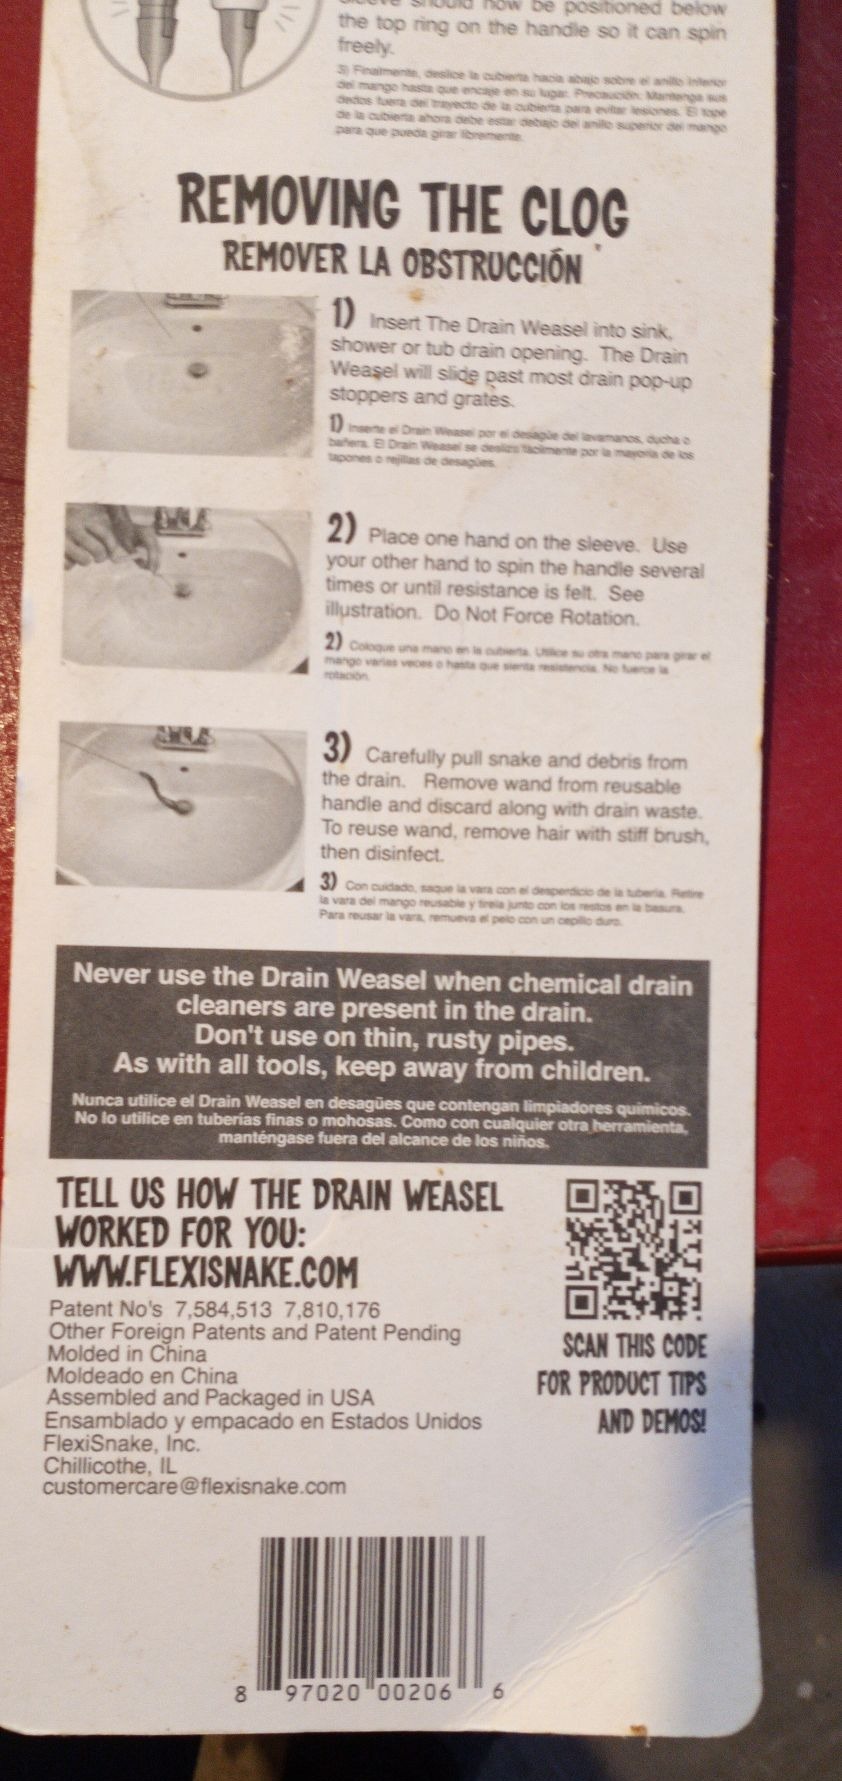 Sleeve should now be positioned below
the top ring on the handle so it can spin
freely.
3) Finalmente, deslice la cubierta hacia abajo sobre el anillo inferior
del mango hasta que encaje en su lugar. Precaución: Mantenga sus
dedos fuera del trayecto de la cubierta para evitar lesiones. El tope
de la cubierta ahora debe estar debajo del anillo superior del mango
para que pueda girar libremente.
REMOVING THE CLOG
REMOVER LA OBSTRUCCIÓN
1) Insert The Drain Weasel into sink,
shower or tub drain opening. The Drain
Weasel will slide past most drain pop-up
stoppers and grates.
1) Inserte el Drain Weasel por el desagüe del lavamanos, ducha o
bañera. El Drain Weasel se desliza fácilmente por la mayoría de los
tapones o rejillas de desagües.
2) Place one hand on the sleeve. Use
your other hand to spin the handle several
times or until resistance is felt. See
illustration. Do Not Force Rotation.
2) Coloque una mano en la cubierta. Utilice su otra mano para girar el
mango varias veces o hasta que sienta resistencia. No fuerce la
rotación.
3) Carefully pull snake and debris from
the drain. Remove wand from reusable
handle and discard along with drain waste.
To reuse wand, remove hair with stiff brush,
then disinfect.
3) Con cuidado, saque la vara con el desperdicio de la tubería. Retire
la vara del mango reusable y tirela junto con los restos en la basura.
Para reusar la vara, remueva el pelo con un cepillo duro.
Never use the Drain Weasel when chemical drain
cleaners are present in the drain.
Don't use on thin, rusty pipes.
As with all tools, keep away from children.
Nunca utilice el Drain Weasel en desagües que contengan limpiadores químicos.
No lo utilice en tuberías finas o mohosas. Como con cualquier otra herramienta,
manténgase fuera del alcance de los niños.
TELL US HOW THE DRAIN WEASEL
WORKED FOR YOU:
WWW.FLEXISNAKE.COM
Patent No's 7,584,513 7,810,176
Other Foreign Patents and Patent Pending
Molded in China
Moldeado en China
Assembled and Packaged in USA
Ensamblado y empacado en Estados Unidos
FlexiSnake, Inc.
Chillicothe, IL
customercare@flexisnake.com
SCAN THIS CODE
FOR PRODUCT TIPS
AND DEMOS!
8 97020 00206 6